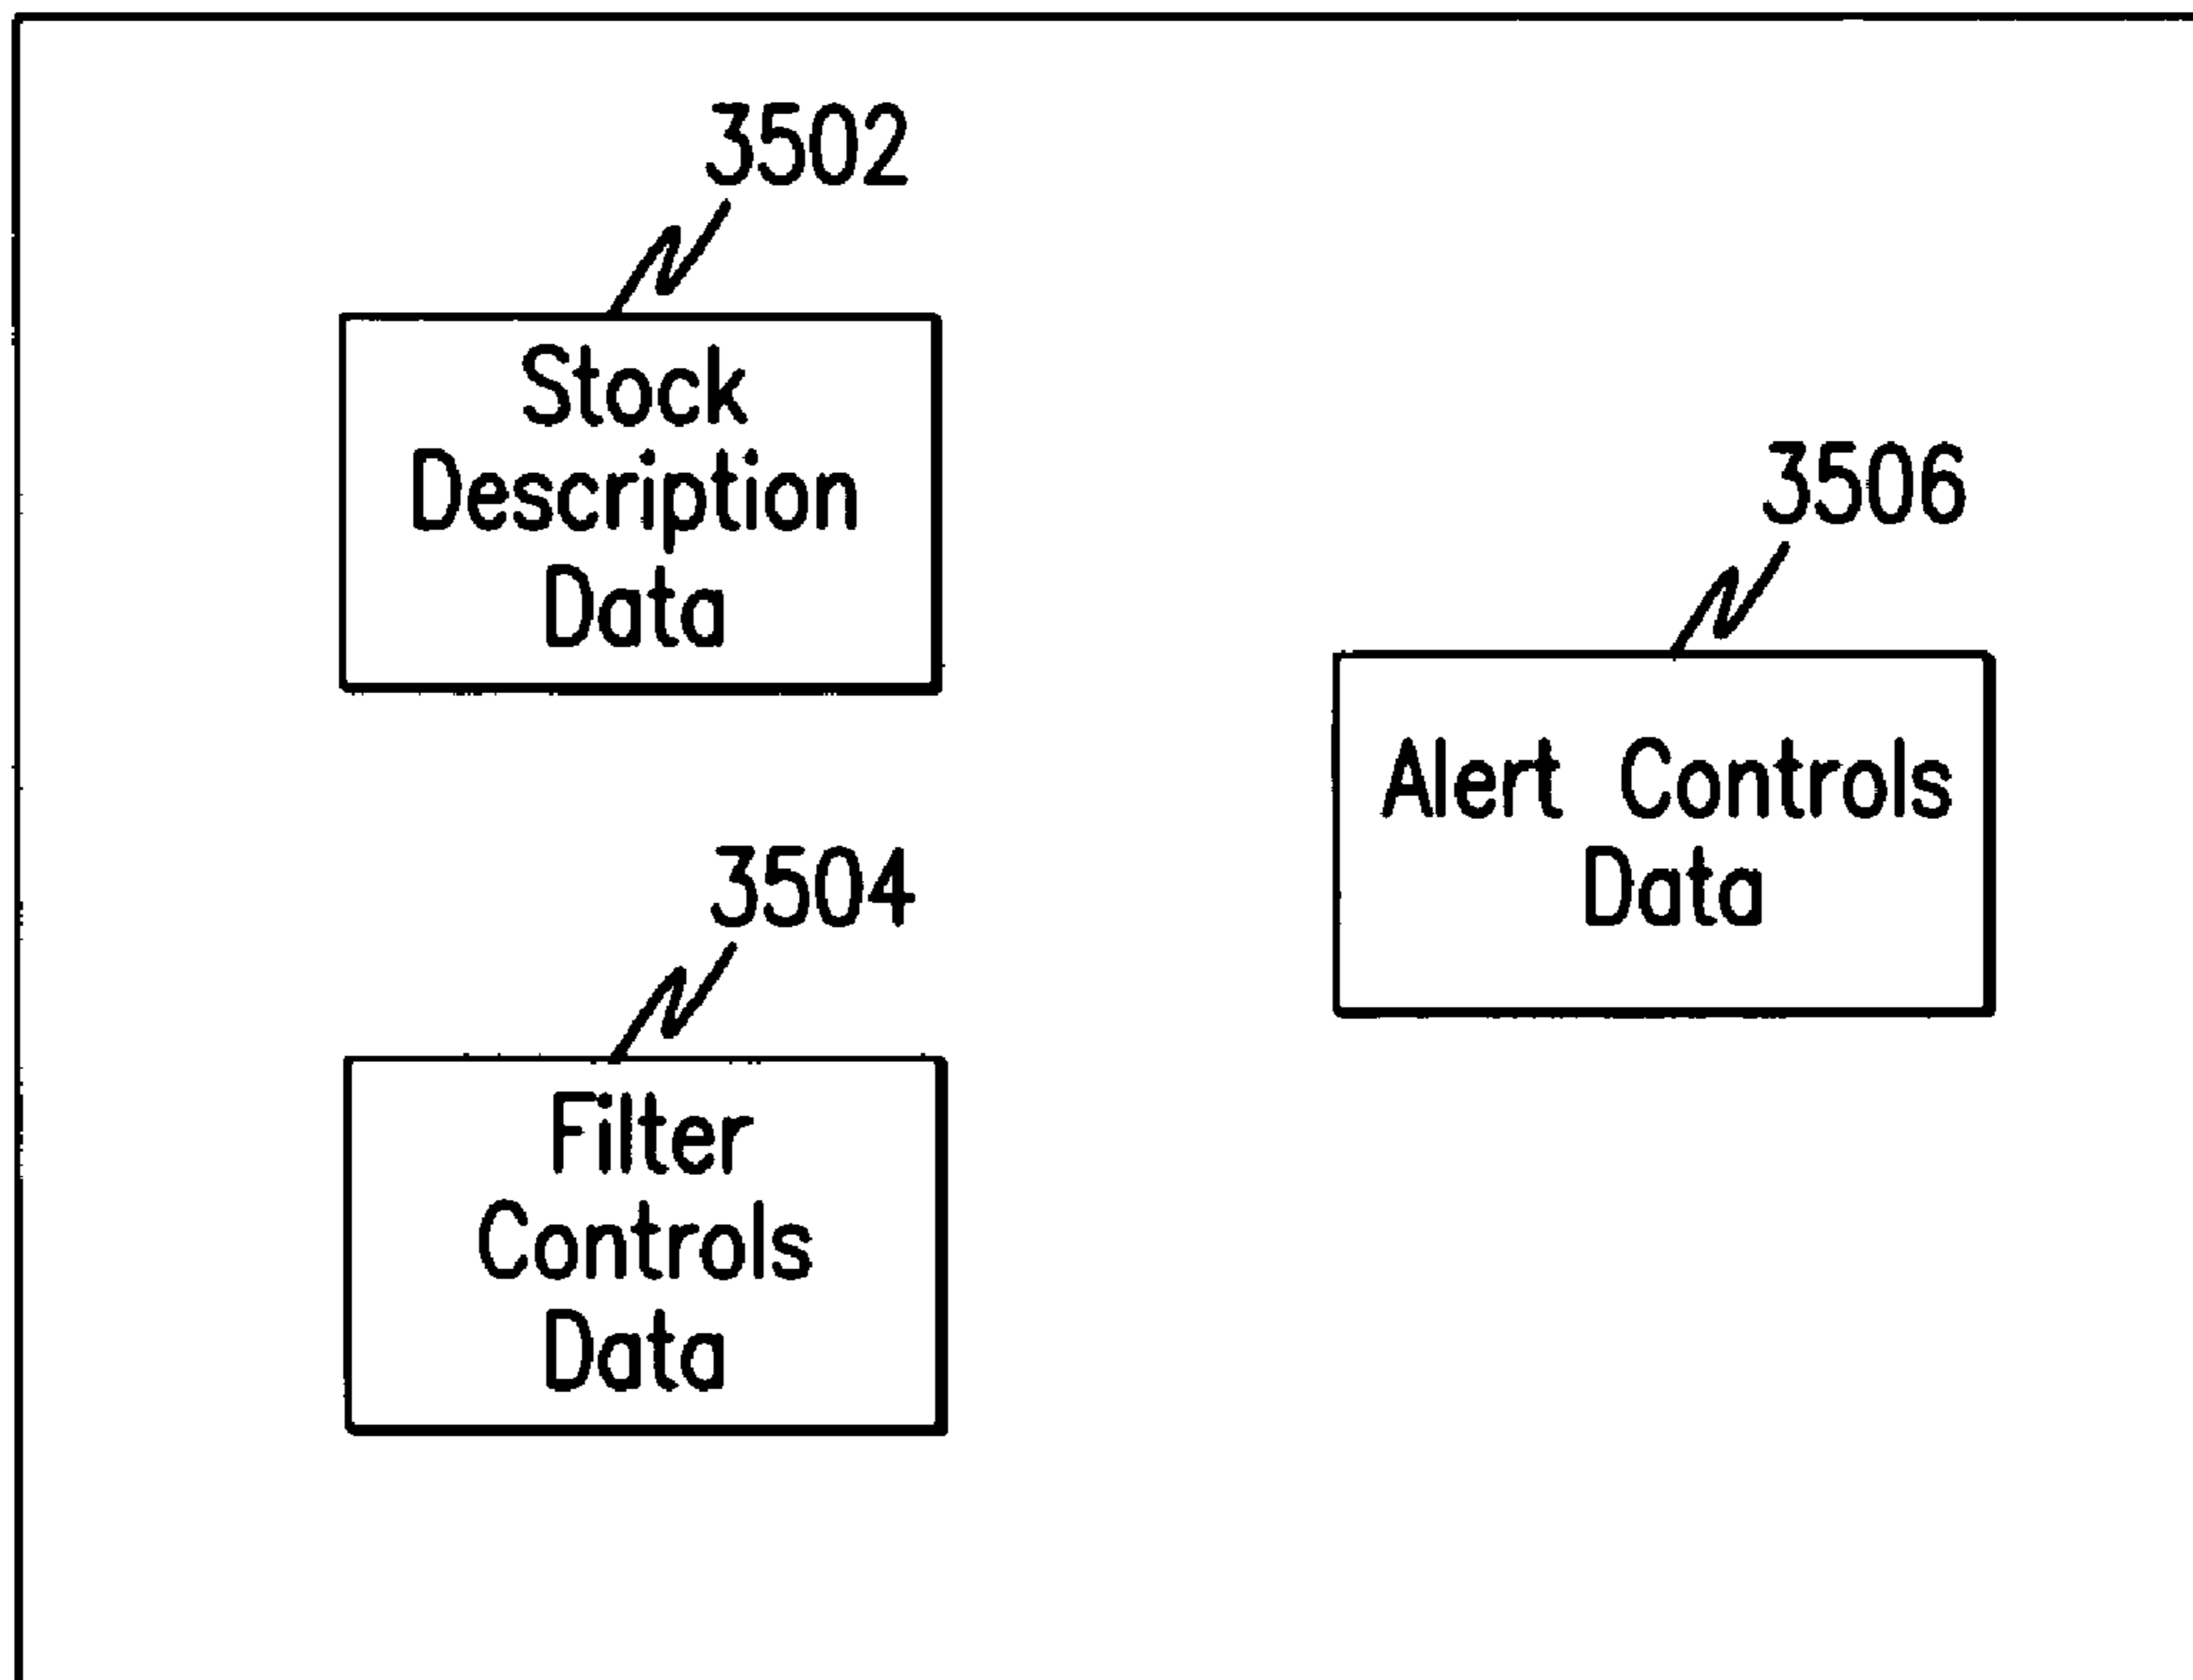 3502
Stock
Description
Data
3506
Alert Controls
Data
3504
Filter
Controls
Data